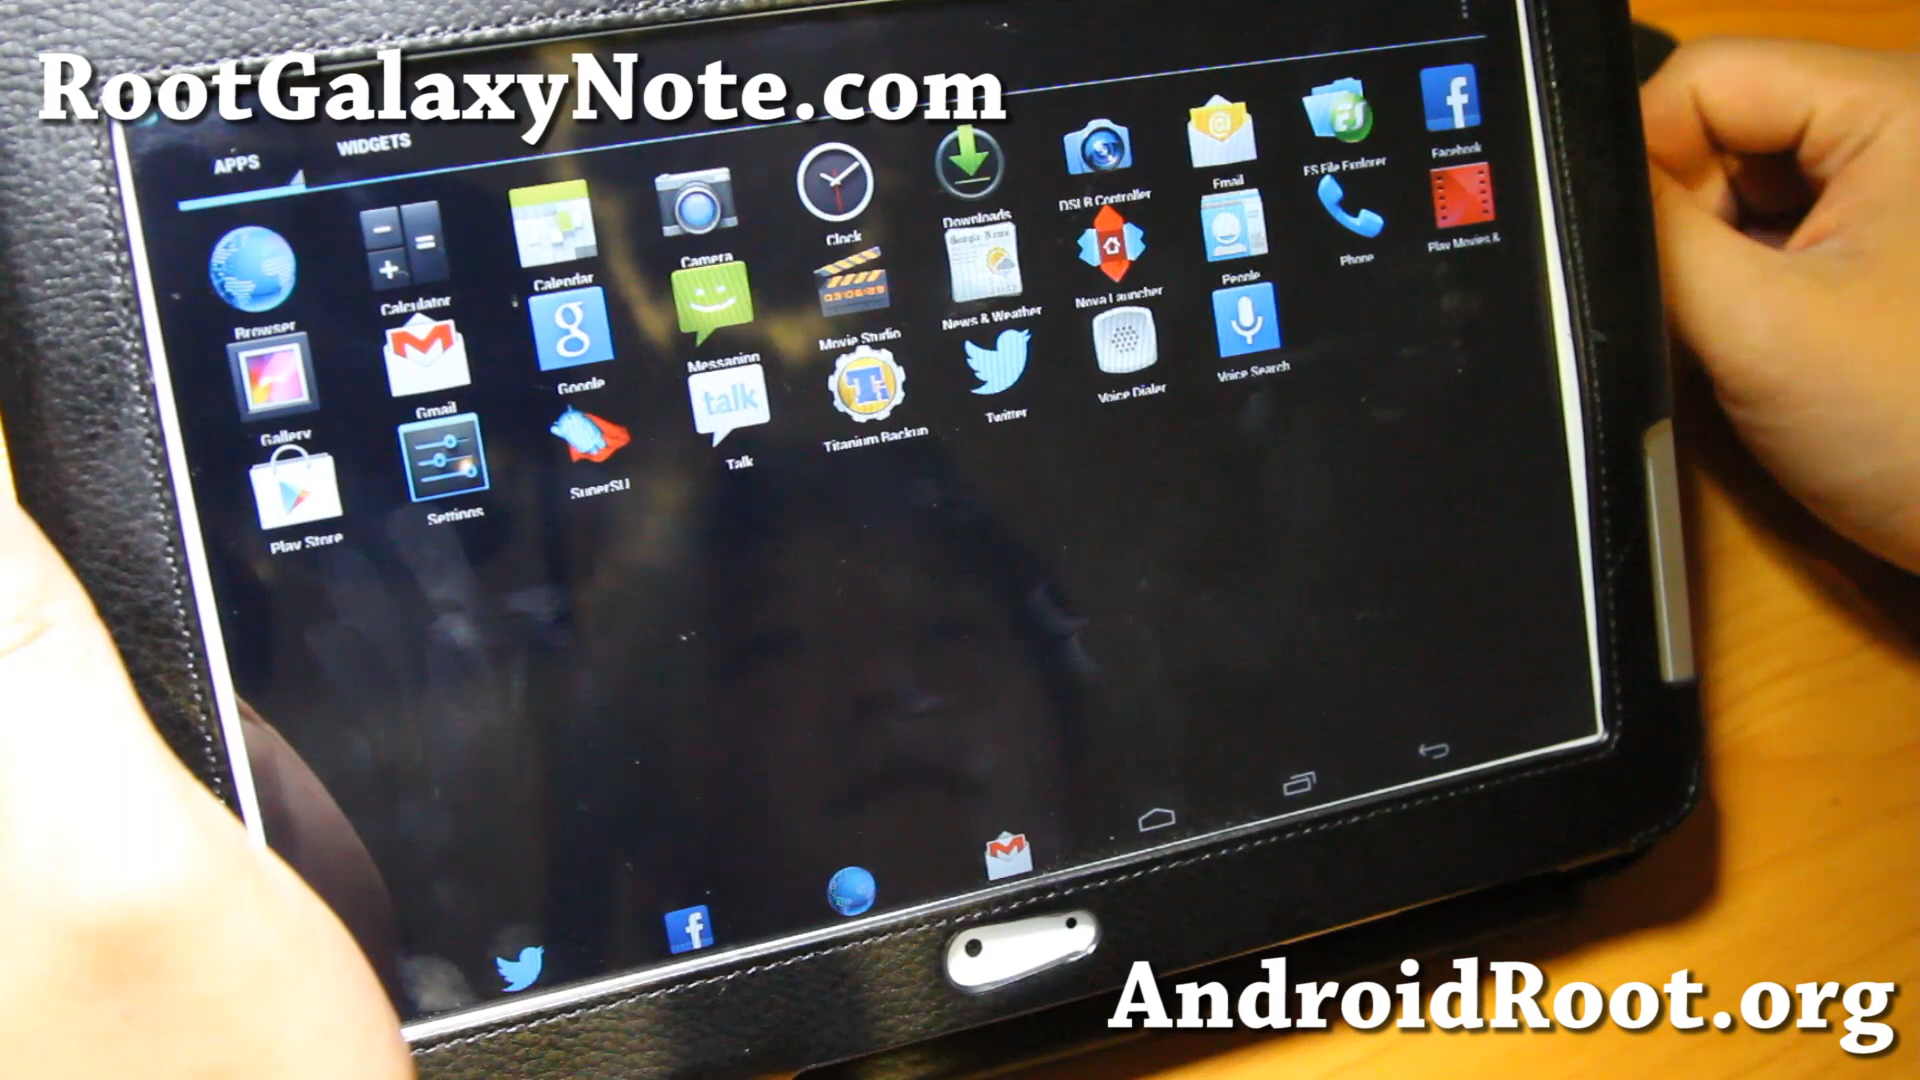 RootGalaxyNote.com
APPS WIDGETS
Browser Calculator Calendar Camera Clock Downloads DSLR Controller Email ES File Explorer Facebook
Gallery Gmail Google Messaging Movie Studio News & Weather Nova Launcher People Phone Play Movies &
Play Store Settings SuperSU Talk Titanium Backup Twitter Voice Dialer Voice Search
talk
Google News
AndroidRoot.org